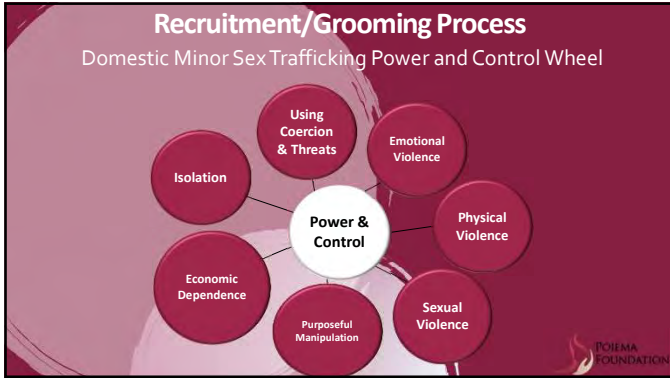 Recruitment/Grooming Process
Domestic Minor Sex Trafficking Power and Control Wheel
Using
Coercion
& Threats
Emotional
Violence
Isolation
Power &
Control
Physical
Violence
Economic
Dependence
Sexual
Violence
Purposeful
Manipulation
POIEMA
FOUNDATION